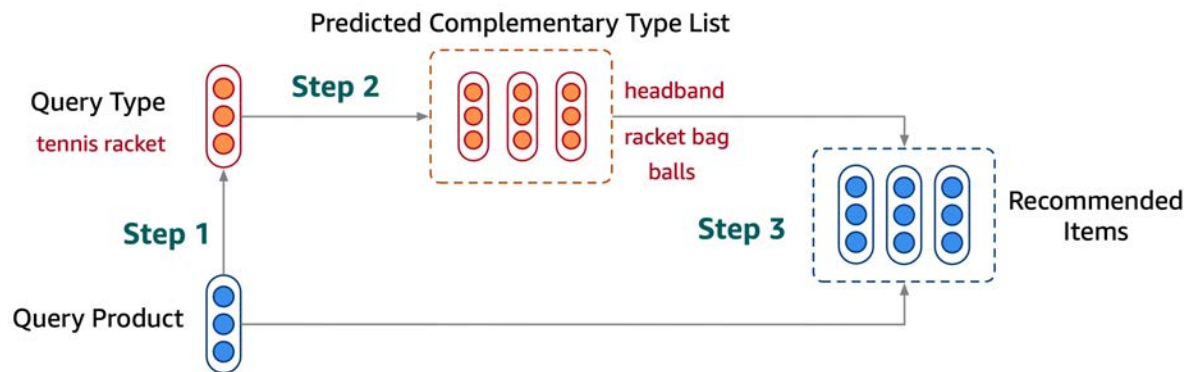 Predicted Complementary Type List
Query Type
tennis racket
Step 2
headband
racket bag
balls
Step 1
Step 3
Recommended
Items
Query Product